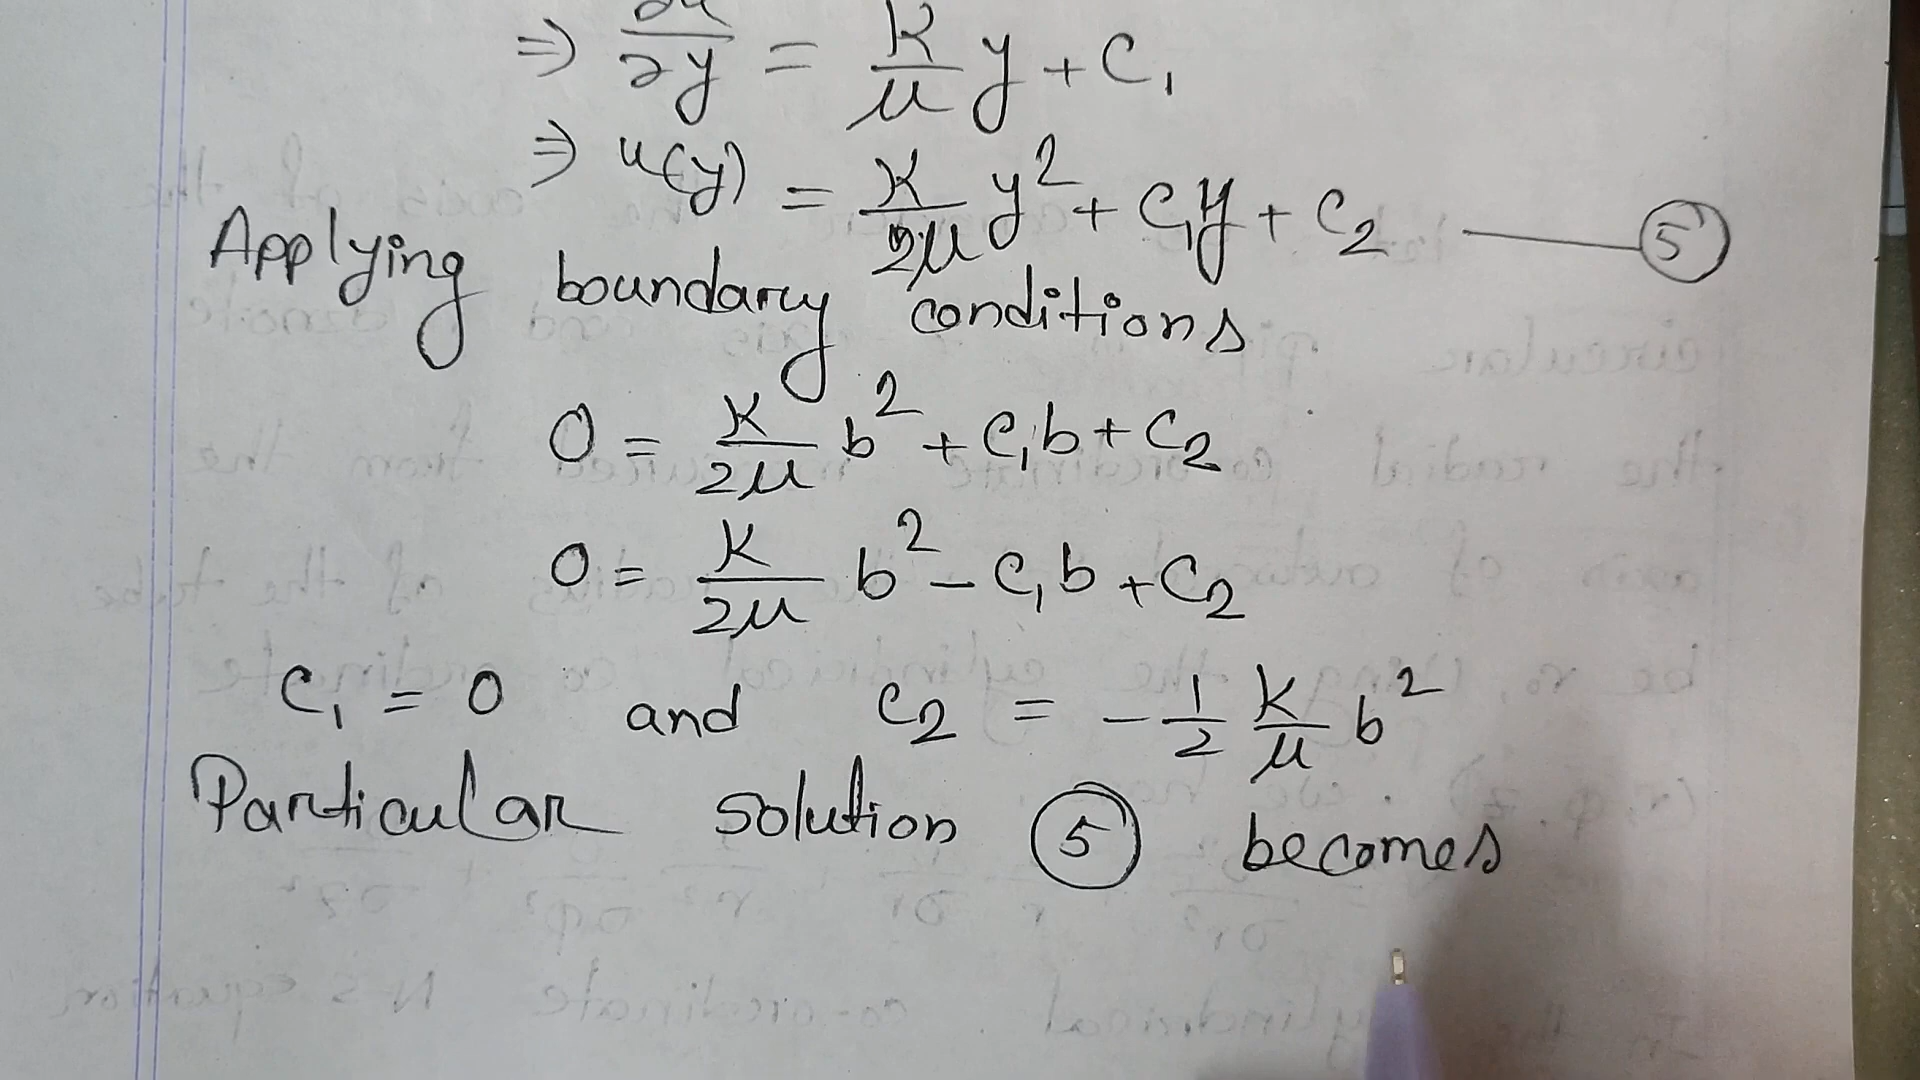 ⇒ ∂u/∂y = K/μ y + C₁
⇒ u(y) = K/2μ y² + C₁y + C₂ —— (5)
Applying boundary conditions
0 = K/2μ b² + C₁b + C₂
0 = K/2μ b² - C₁b + C₂
C₁ = 0 and C₂ = - 1/2 K/μ b²
Particular solution (5) becomes